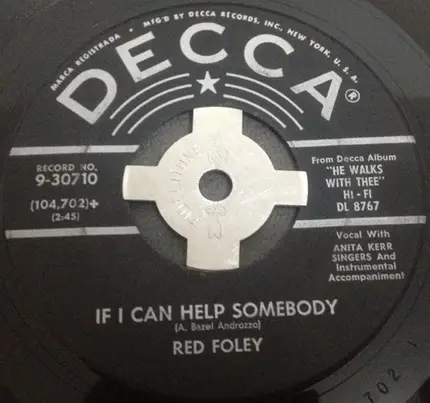 MARCA REGISTRADA • MFG'D BY DECCA RECORDS, INC., NEW YORK, U.S.A.
DECCA®
RECORD NO.
9-30710
(104,702)+
(2:45)
From Decca Album
"HE WALKS
WITH THEE"
HI-FI
DL 8767
Vocal With
ANITA KERR
SINGERS And
Instrumental
Accompaniment
IF I CAN HELP SOMEBODY
(A. Bazel Androzzo)
RED FOLEY